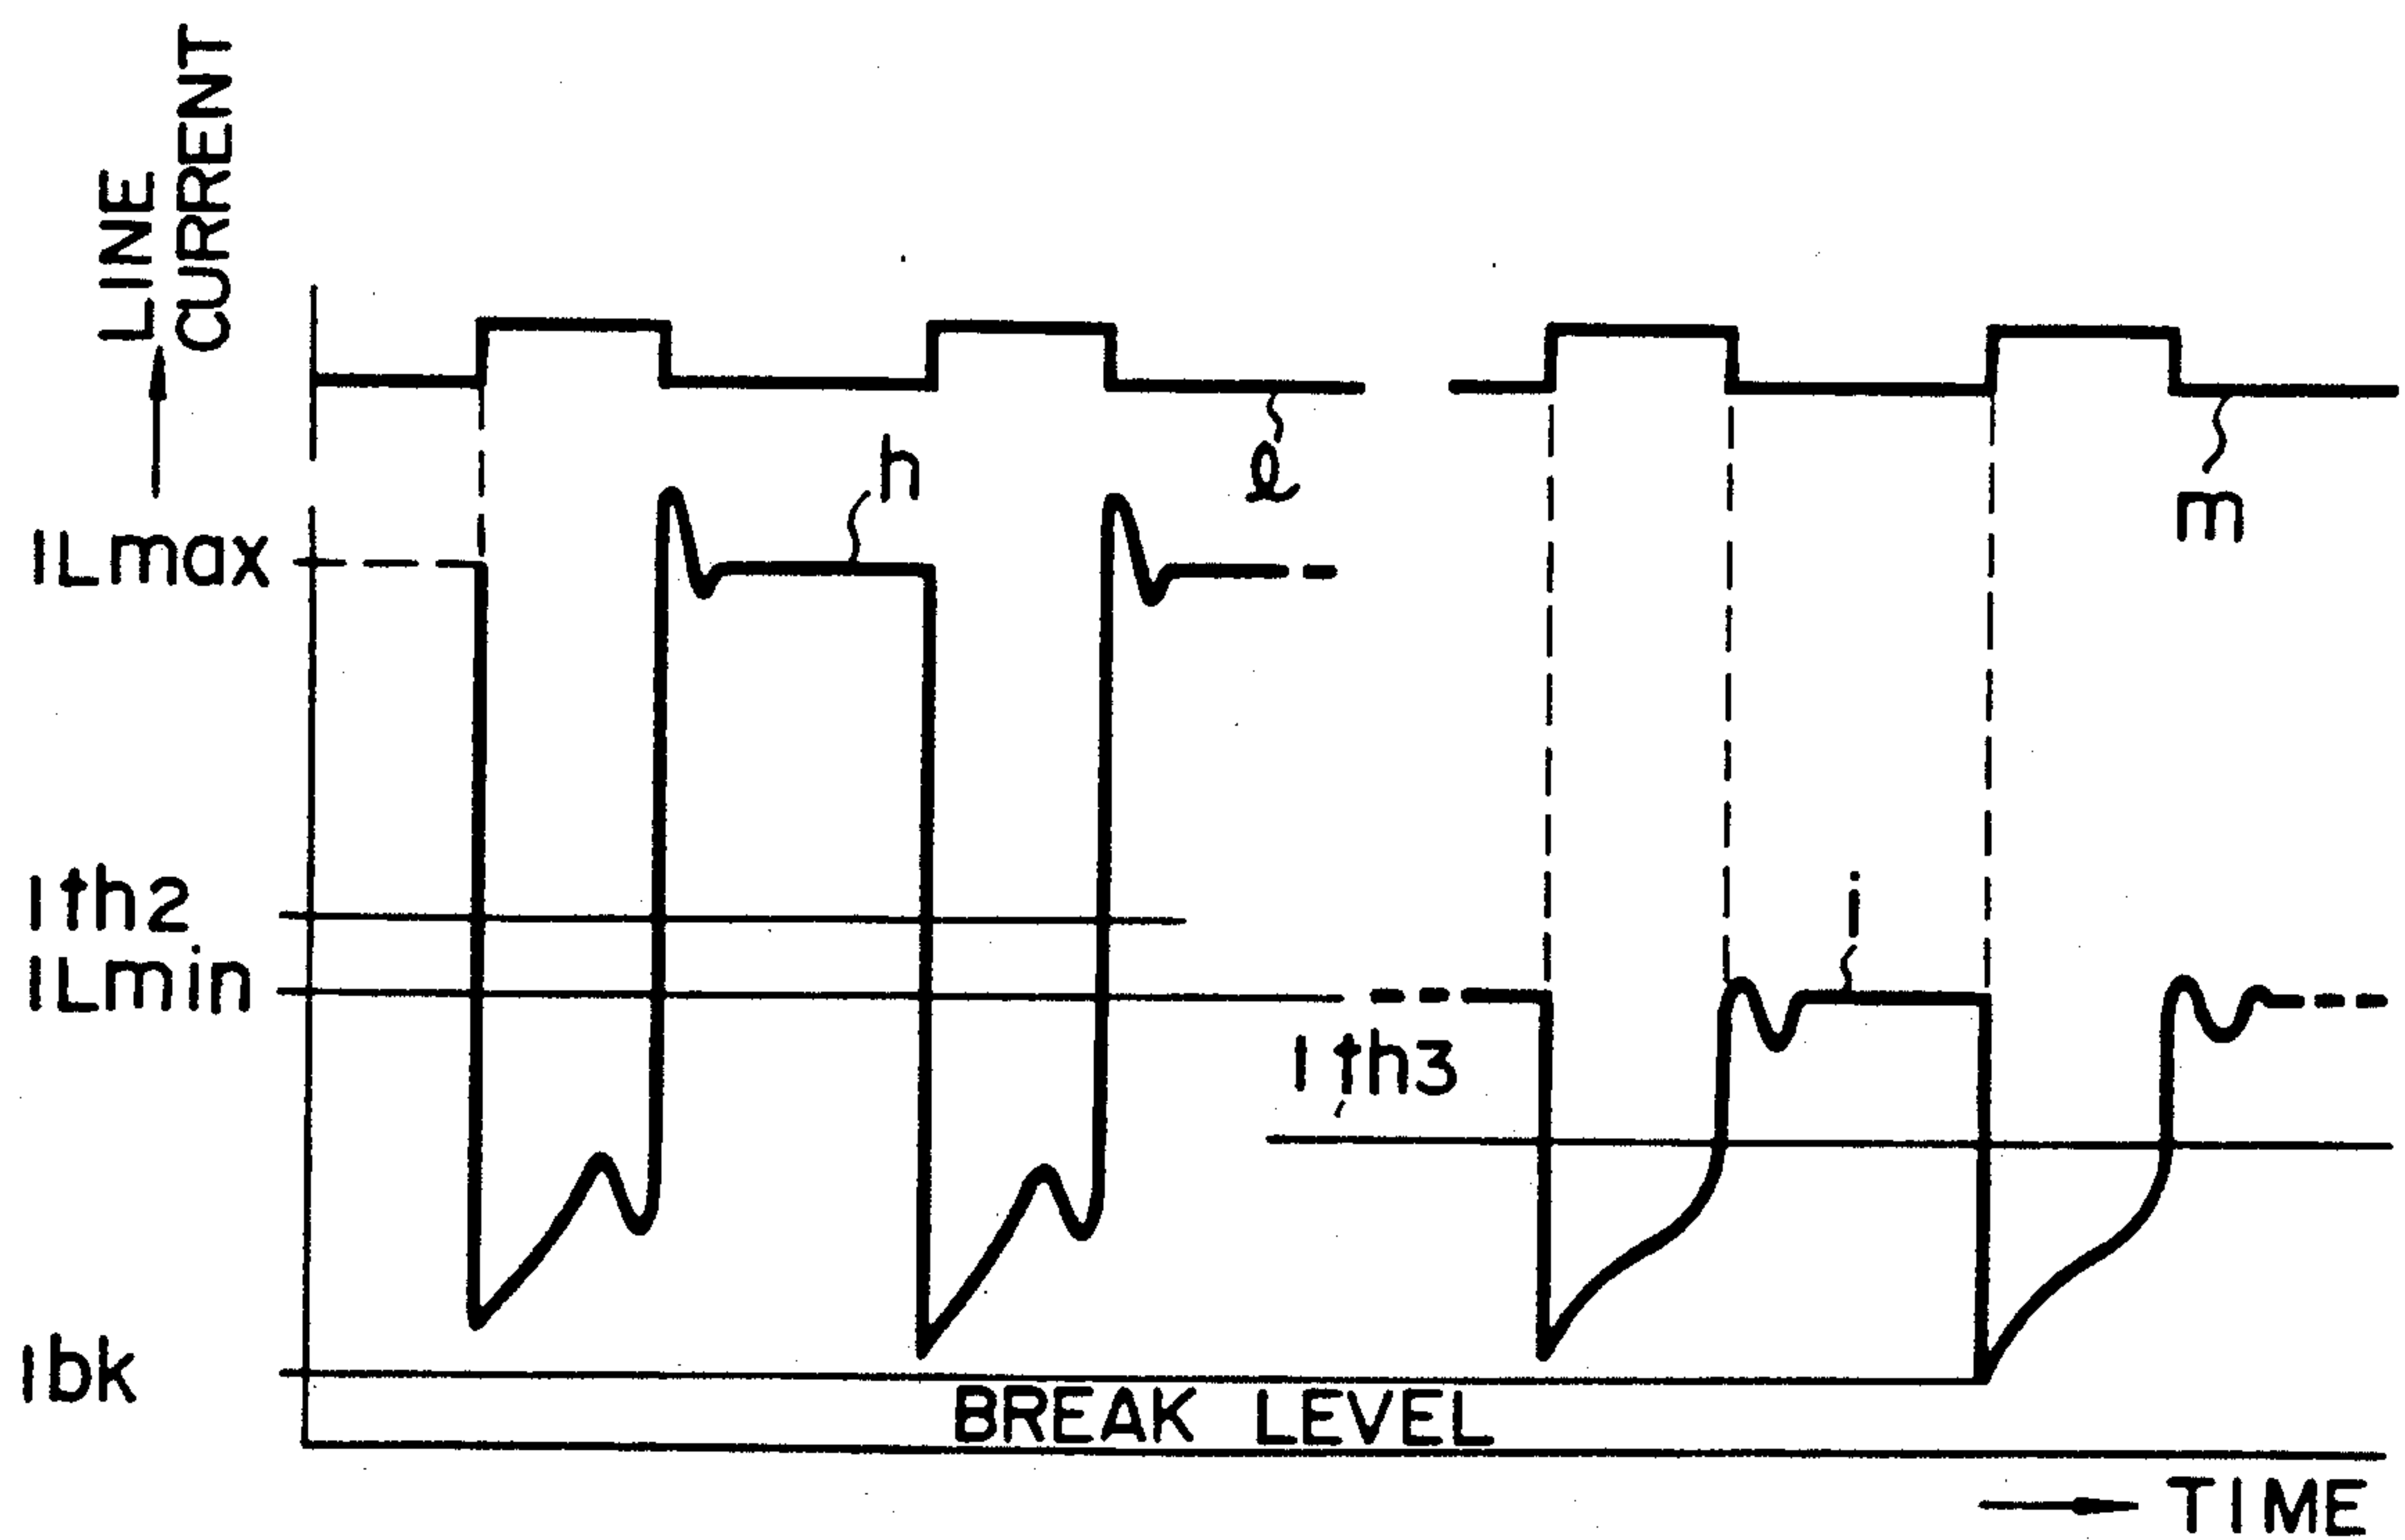 LINE
CURRENT
h
ℓ
m
ILmax
Ith2
i
ILmin
Ith3
Ibk
BREAK LEVEL
TIME